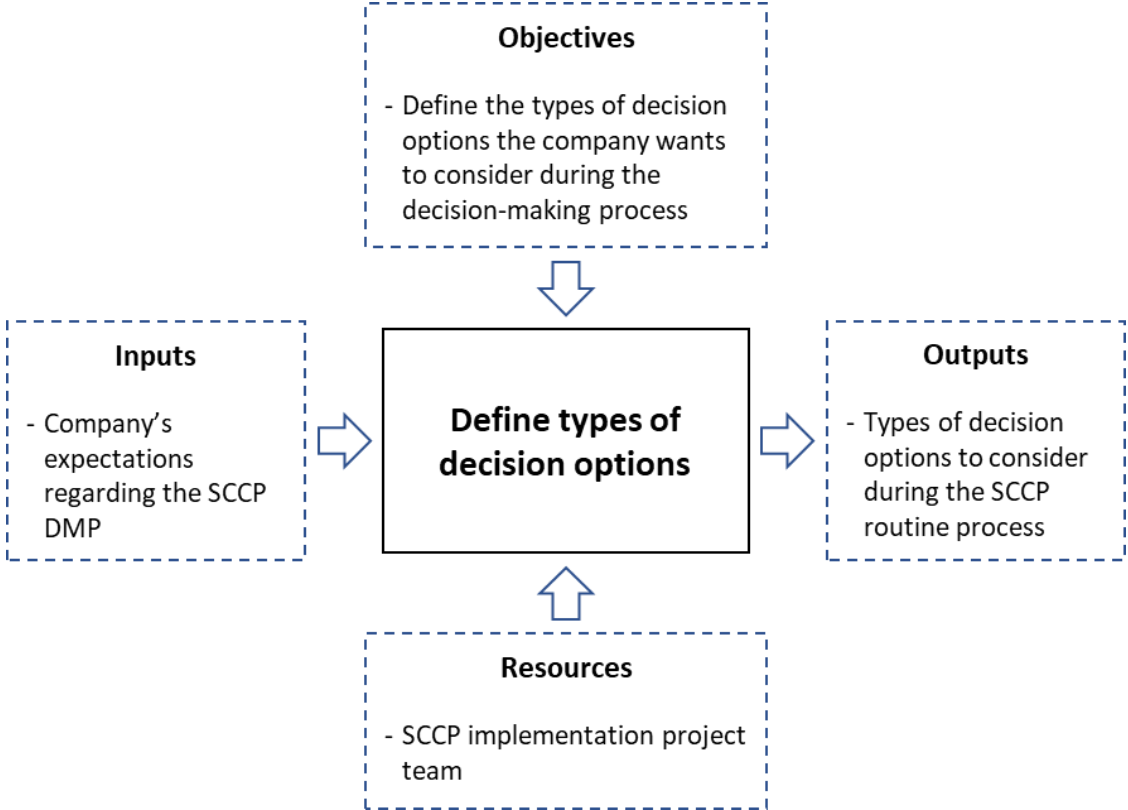 Objectives
- Define the types of decision
options the company wants
to consider during the
decision-making process
Inputs
- Company’s
expectations
regarding the SCCP
DMP
Define types of
decision options
Outputs
- Types of decision
options to consider
during the SCCP
routine process
Resources
- SCCP implementation project
team